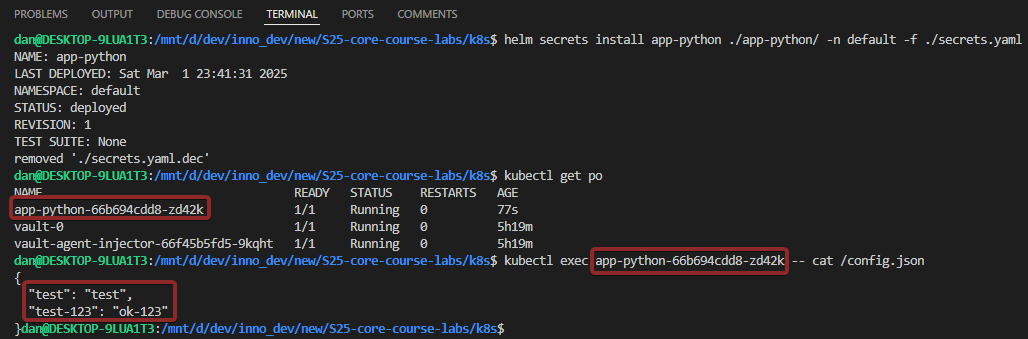 PROBLEMS OUTPUT DEBUG CONSOLE TERMINAL PORTS COMMENTS
dan@DESKTOP-9LUA1T3:/mnt/d/dev/inno_dev/new/S25-core-course-labs/k8s$ helm secrets install app-python ./app-python/ -n default -f ./secrets.yaml
NAME: app-python
LAST DEPLOYED: Sat Mar  1 23:41:31 2025
NAMESPACE: default
STATUS: deployed
REVISION: 1
TEST SUITE: None
removed './secrets.yaml.dec'
dan@DESKTOP-9LUA1T3:/mnt/d/dev/inno_dev/new/S25-core-course-labs/k8s$ kubectl get po
NAME READY STATUS RESTARTS AGE
app-python-66b694cdd8-zd42k 1/1 Running 0 77s
vault-0 1/1 Running 0 5h19m
vault-agent-injector-66f45b5fd5-9kqht 1/1 Running 0 5h19m
dan@DESKTOP-9LUA1T3:/mnt/d/dev/inno_dev/new/S25-core-course-labs/k8s$ kubectl exec app-python-66b694cdd8-zd42k -- cat /config.json
{
"test": "test",
"test-123": "ok-123"
}dan@DESKTOP-9LUA1T3:/mnt/d/dev/inno_dev/new/S25-core-course-labs/k8s$